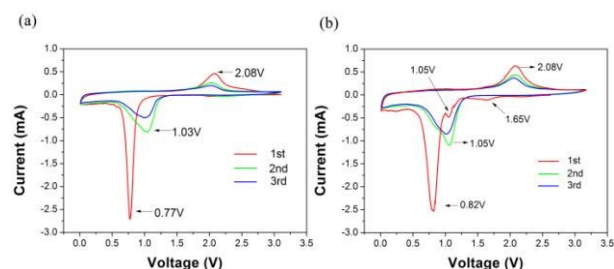 (a)
Current (mA)
1.0
0.5
0.0
-0.5
-1.0
-1.5
-2.0
-2.5
-3.0
2.08V
1.03V
0.77V
1st
2nd
3rd
0.0 0.5 1.0 1.5 2.0 2.5 3.0 3.5
Voltage (V)
(b)
Current (mA)
1.0
0.5
0.0
-0.5
-1.0
-1.5
-2.0
-2.5
-3.0
2.08V
1.05V
1.65V
1.05V
0.82V
1st
2nd
3rd
0.0 0.5 1.0 1.5 2.0 2.5 3.0 3.5
Voltage (V)